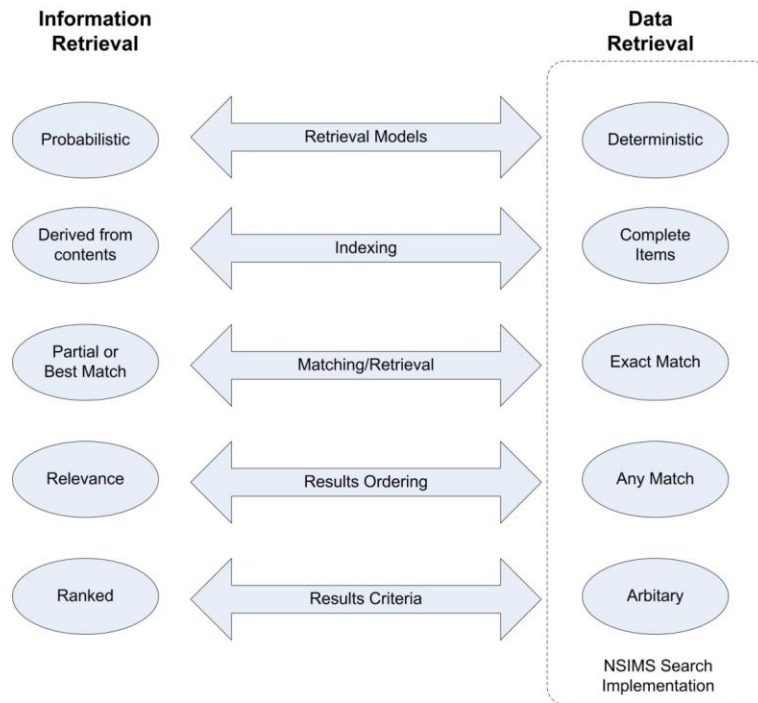 Information
Retrieval
Data
Retrieval
Probabilistic
Retrieval Models
Deterministic
Derived from
contents
Indexing
Complete
Items
Partial or
Best Match
Matching/Retrieval
Exact Match
Relevance
Results Ordering
Any Match
Ranked
Results Criteria
Arbitary
NSIMS Search
Implementation